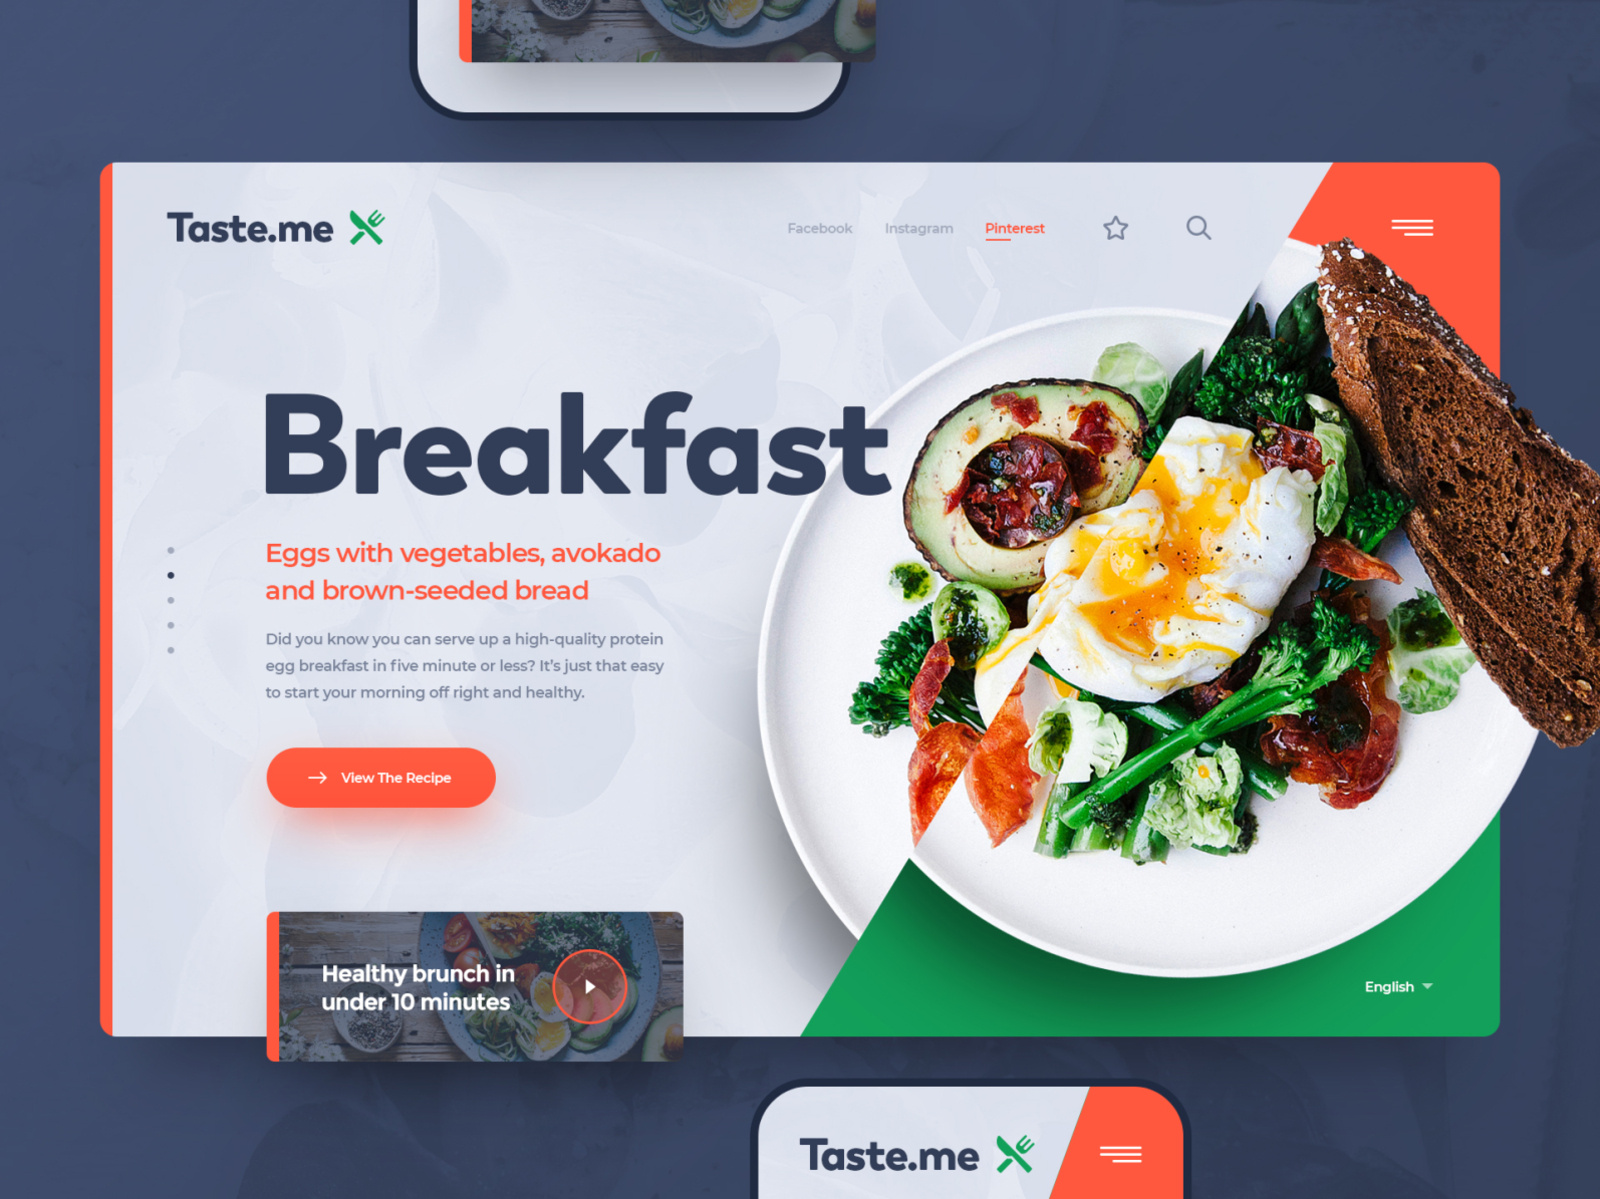 Taste.me
Facebook Instagram Pinterest
Breakfast
Eggs with vegetables, avokado
and brown-seeded bread
Did you know you can serve up a high-quality protein
egg breakfast in five minute or less? It's just that easy
to start your morning off right and healthy.
View The Recipe
Healthy brunch in
under 10 minutes
English
Taste.me